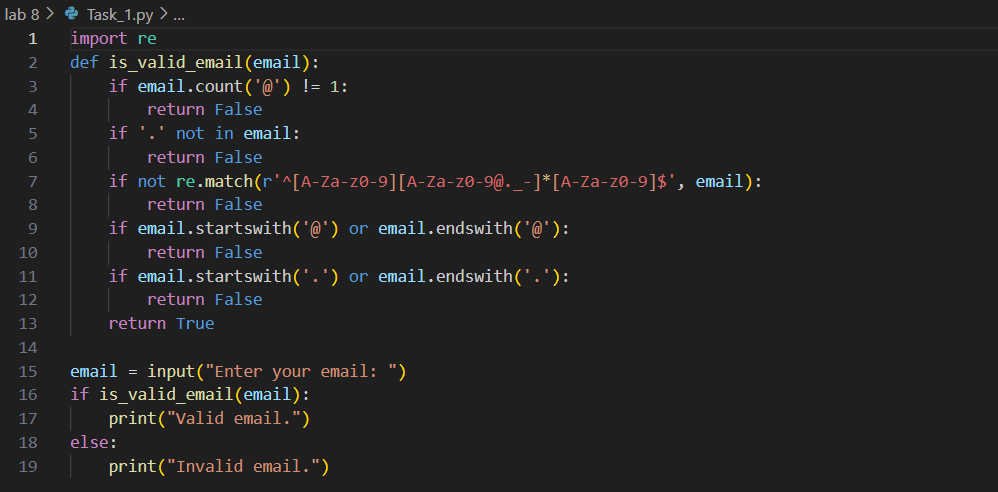 lab 8 > Task_1.py > ...
1 import re
2 def is_valid_email(email):
3     if email.count('@') != 1:
4         return False
5     if '.' not in email:
6         return False
7     if not re.match(r'^[A-Za-z0-9][A-Za-z0-9@._-]*[A-Za-z0-9]$', email):
8         return False
9     if email.startswith('@') or email.endswith('@'):
10         return False
11     if email.startswith('.') or email.endswith('.'):
12         return False
13     return True
14
15 email = input("Enter your email: ")
16 if is_valid_email(email):
17     print("Valid email.")
18 else:
19     print("Invalid email.")